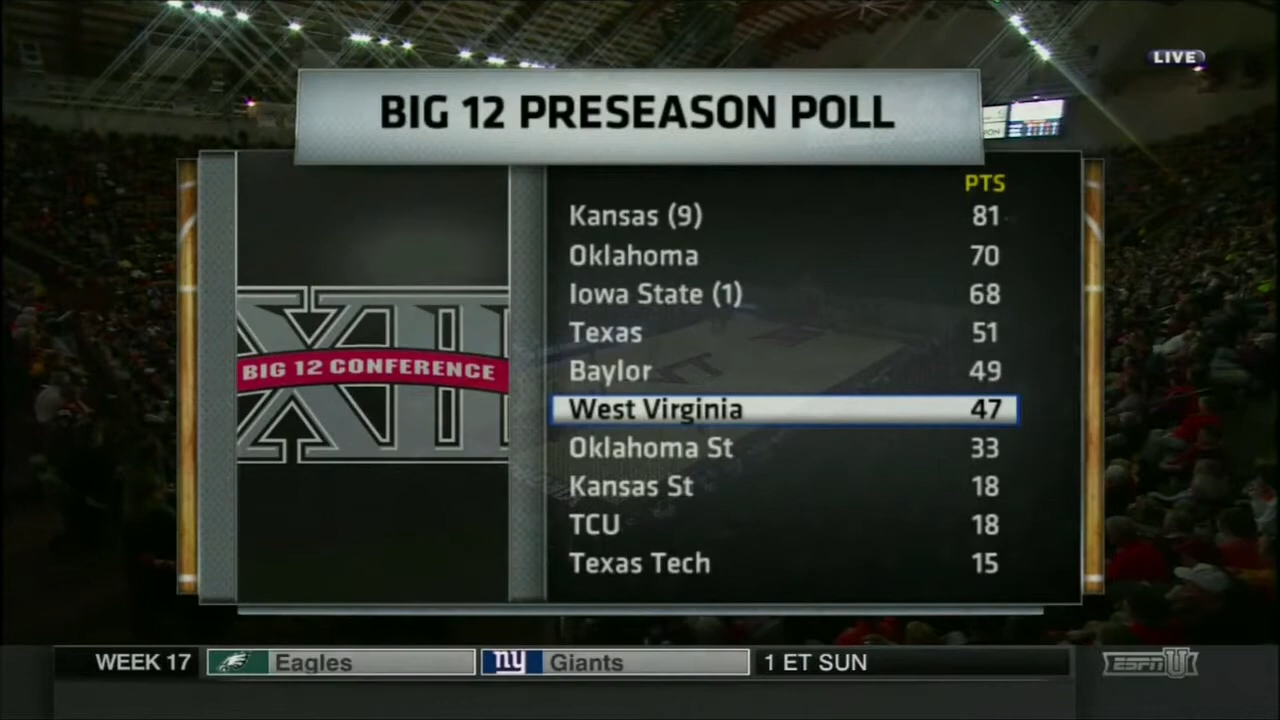 LIVE
BIG 12 PRESEASON POLL
PTS
Kansas (9) 81
Oklahoma 70
Iowa State (1) 68
Texas 51
Baylor 49
West Virginia 47
Oklahoma St 33
Kansas St 18
TCU 18
Texas Tech 15
XII
BIG 12 CONFERENCE
WEEK 17 Eagles ny Giants 1 ET SUN
ESPNU